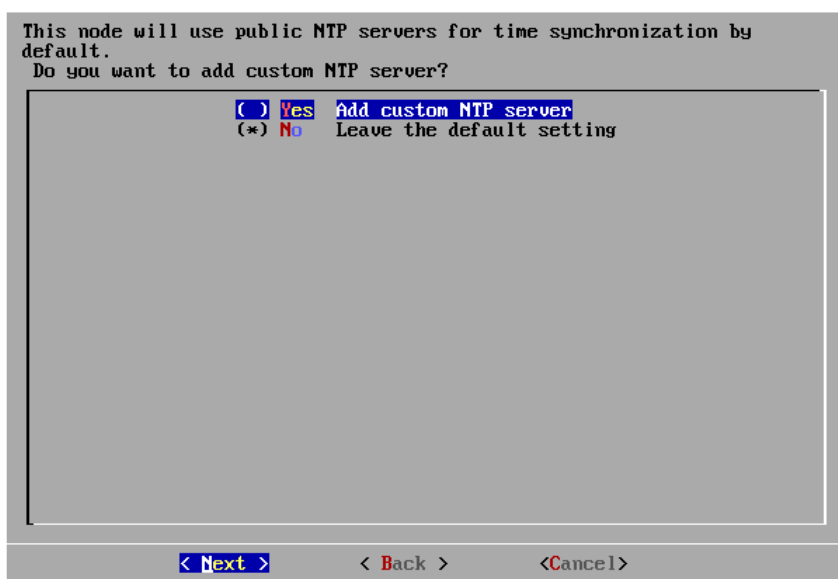 This node will use public NTP servers for time synchronization by
default.
Do you want to add custom NTP server?
( ) Yes Add custom NTP server
(*) No Leave the default setting
< Next > < Back > <Cancel>